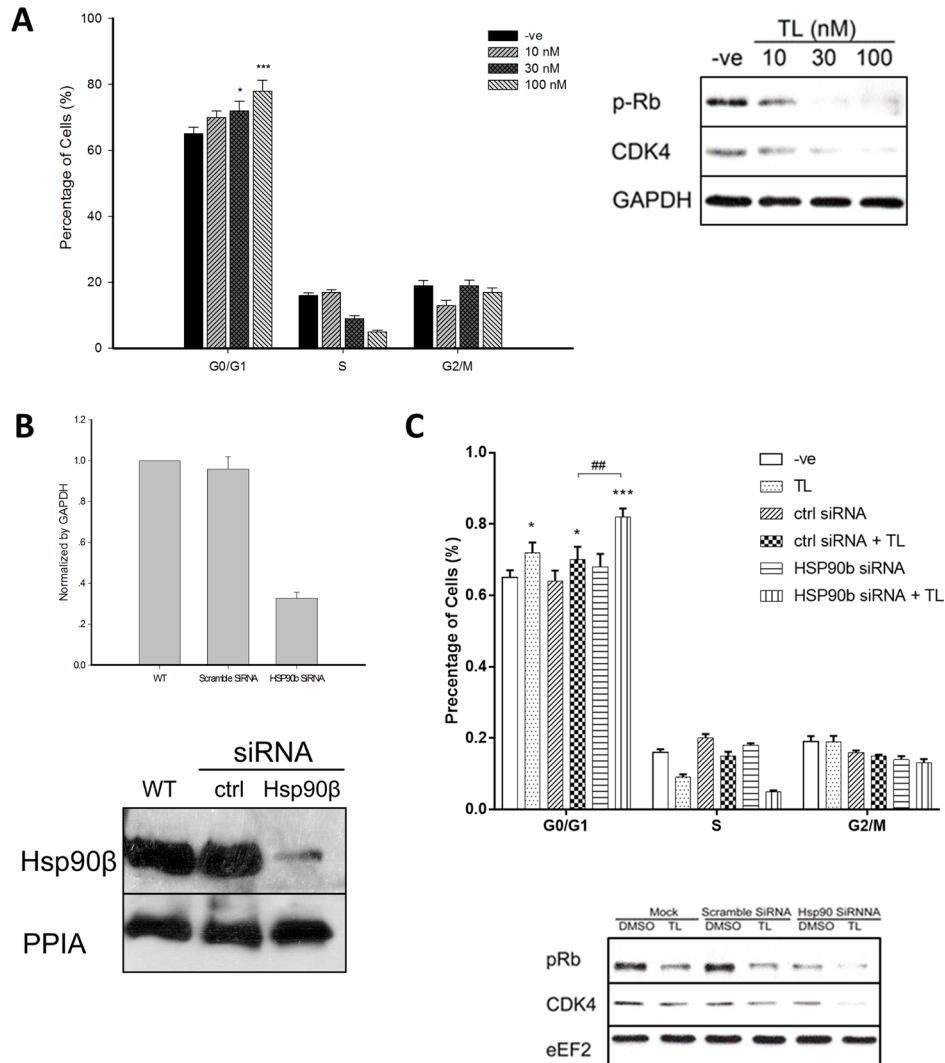 A
100
80
60
40
20
0
Percentage of Cells (%)
G0/G1 S G2/M
-ve
10 nM
30 nM
100 nM
*
***
TL (nM)
-ve 10 30 100
p-Rb
CDK4
GAPDH
B
1.2
1.0
.8
.6
.4
.2
0.0
Normalized by GAPDH
WT Scramble SiRNA HSP90b SiRNA
siRNA
WT ctrl Hsp90β
Hsp90β
PPIA
C
1.0
0.8
0.6
0.4
0.2
0.0
Precentage of Cells (%)
G0/G1 S G2/M
##
*
*
***
-ve
TL
ctrl siRNA
ctrl siRNA + TL
HSP90b siRNA
HSP90b siRNA + TL
Mock Scramble SiRNA Hsp90 SiRNNA
DMSO TL DMSO TL DMSO TL
pRb
CDK4
eEF2